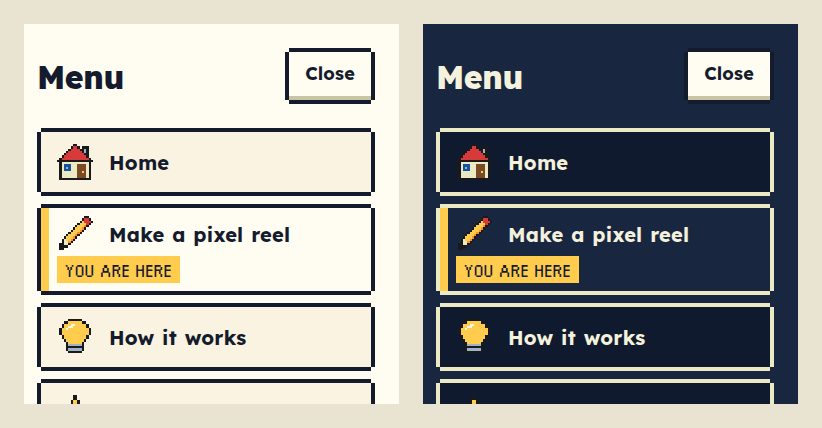 Menu
Close
Home
Make a pixel reel
YOU ARE HERE
How it works
Menu
Close
Home
Make a pixel reel
YOU ARE HERE
How it works